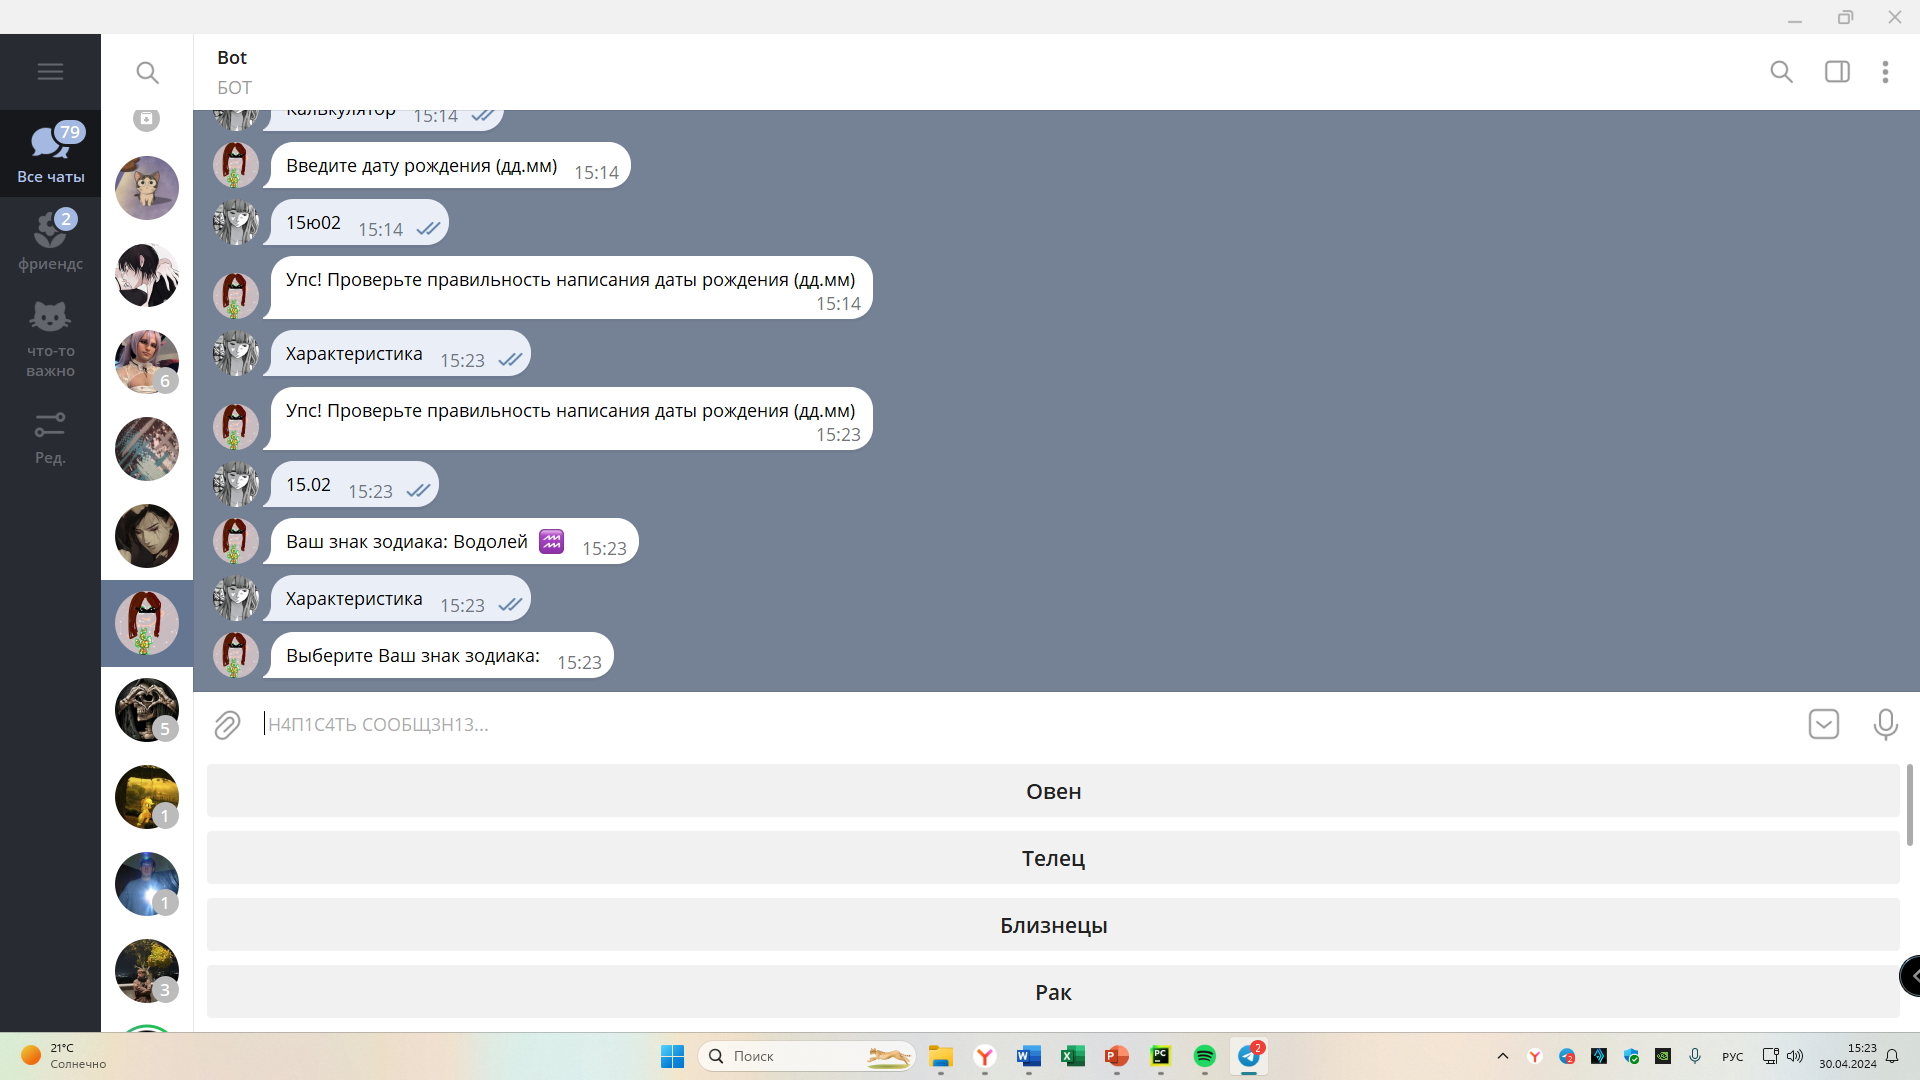 Bot
БОТ
79
Все чаты
2
фриендс
что-то
важно
Ред.
6
5
1
1
3
Калькулятор 15:14
Введите дату рождения (дд.мм) 15:14
15ю02 15:14
Упс! Проверьте правильность написания даты рождения (дд.мм)
15:14
Характеристика 15:23
Упс! Проверьте правильность написания даты рождения (дд.мм)
15:23
15.02 15:23
Ваш знак зодиака: Водолей ♒ 15:23
Характеристика 15:23
Выберите Ваш знак зодиака: 15:23
Н4П1С4ТЬ СООБЩ3Н13...
Овен
Телец
Близнецы
Рак
21°C
Солнечно
Поиск
2
РУС
15:23
30.04.2024